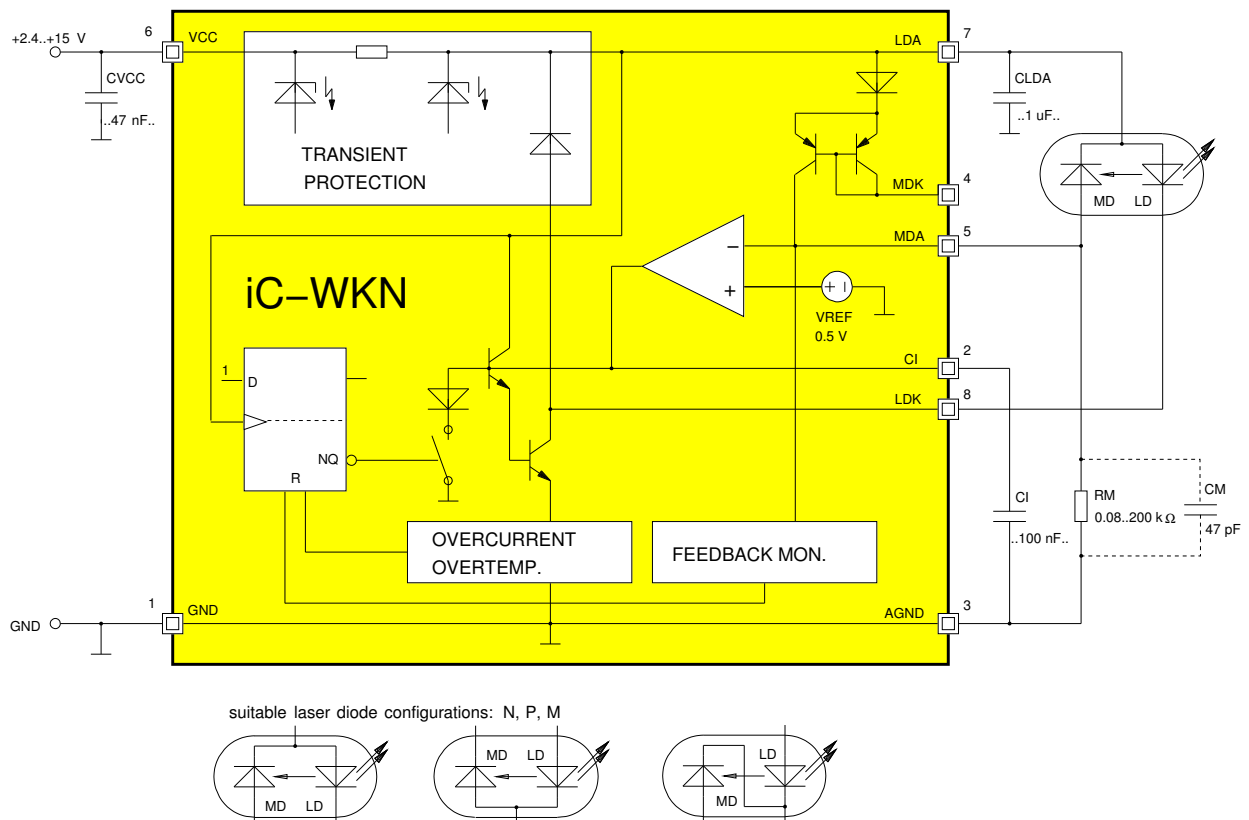 +2.4..+15 V
6
VCC
LDA
7
CVCC
..47 nF..
CLDA
..1 uF..
TRANSIENT
PROTECTION
MDK
4
MD LD
MDA
5
iC–WKN
–
+
+ –
VREF
0.5 V
CI
2
1
D
LDK
8
NQ
R
OVERCURRENT
OVERTEMP.
FEEDBACK MON.
CI
..100 nF..
RM
0.08..200 kΩ
CM
47 pF
GND
1
GND
AGND
3
suitable laser diode configurations: N, P, M
MD LD
MD LD
LD
MD